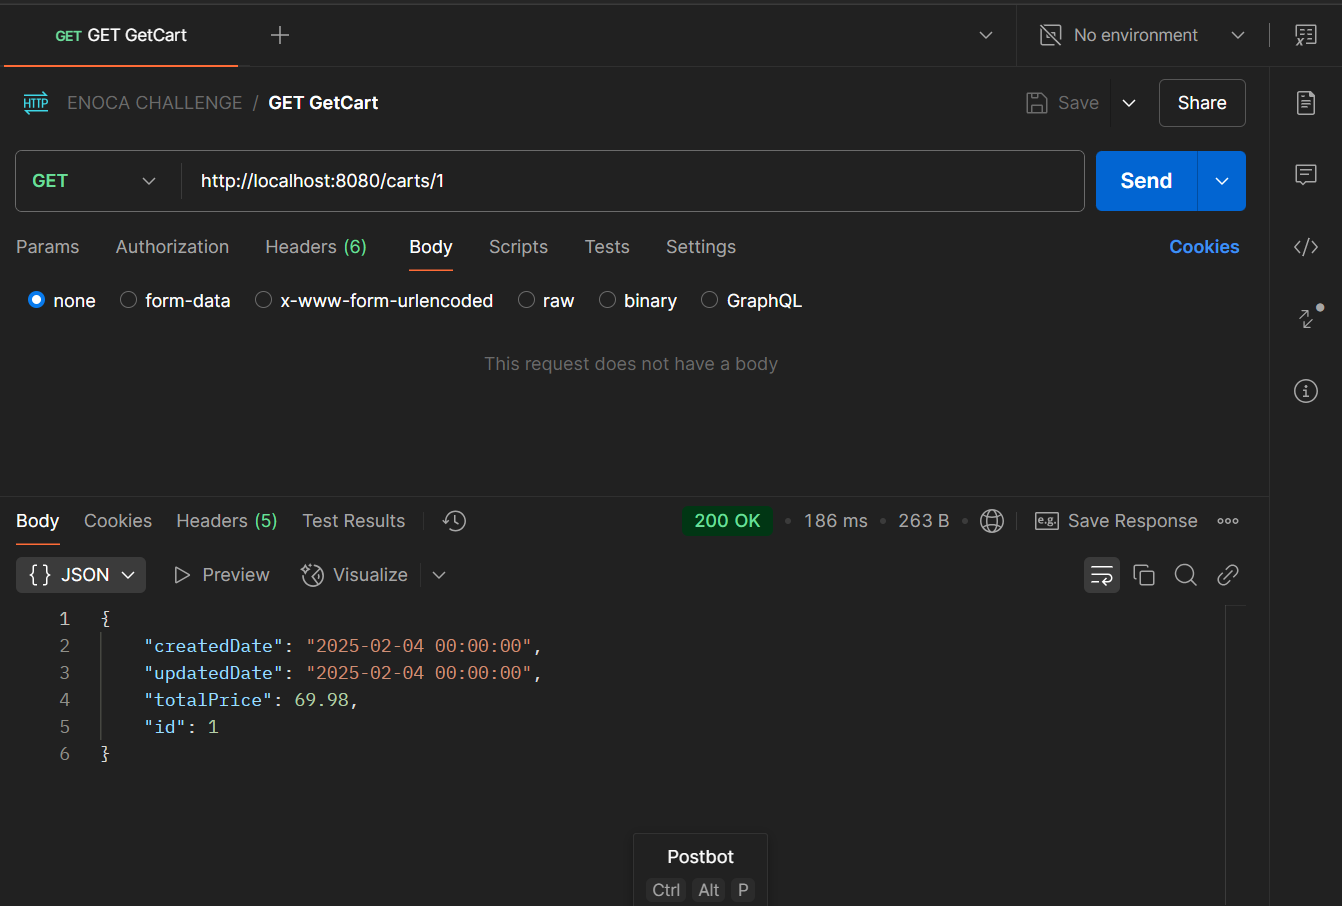 GET GET GetCart
No environment
HTTP ENOCA CHALLENGE / GET GetCart
Save
Share
GET
http://localhost:8080/carts/1
Send
Params Authorization Headers (6) Body Scripts Tests Settings
Cookies
none form-data x-www-form-urlencoded raw binary GraphQL
This request does not have a body
Body Cookies Headers (5) Test Results
200 OK • 186 ms • 263 B •
e.g. Save Response
{} JSON Preview Visualize
1 {
2 "createdDate": "2025-02-04 00:00:00",
3 "updatedDate": "2025-02-04 00:00:00",
4 "totalPrice": 69.98,
5 "id": 1
6 }
Postbot
Ctrl Alt P